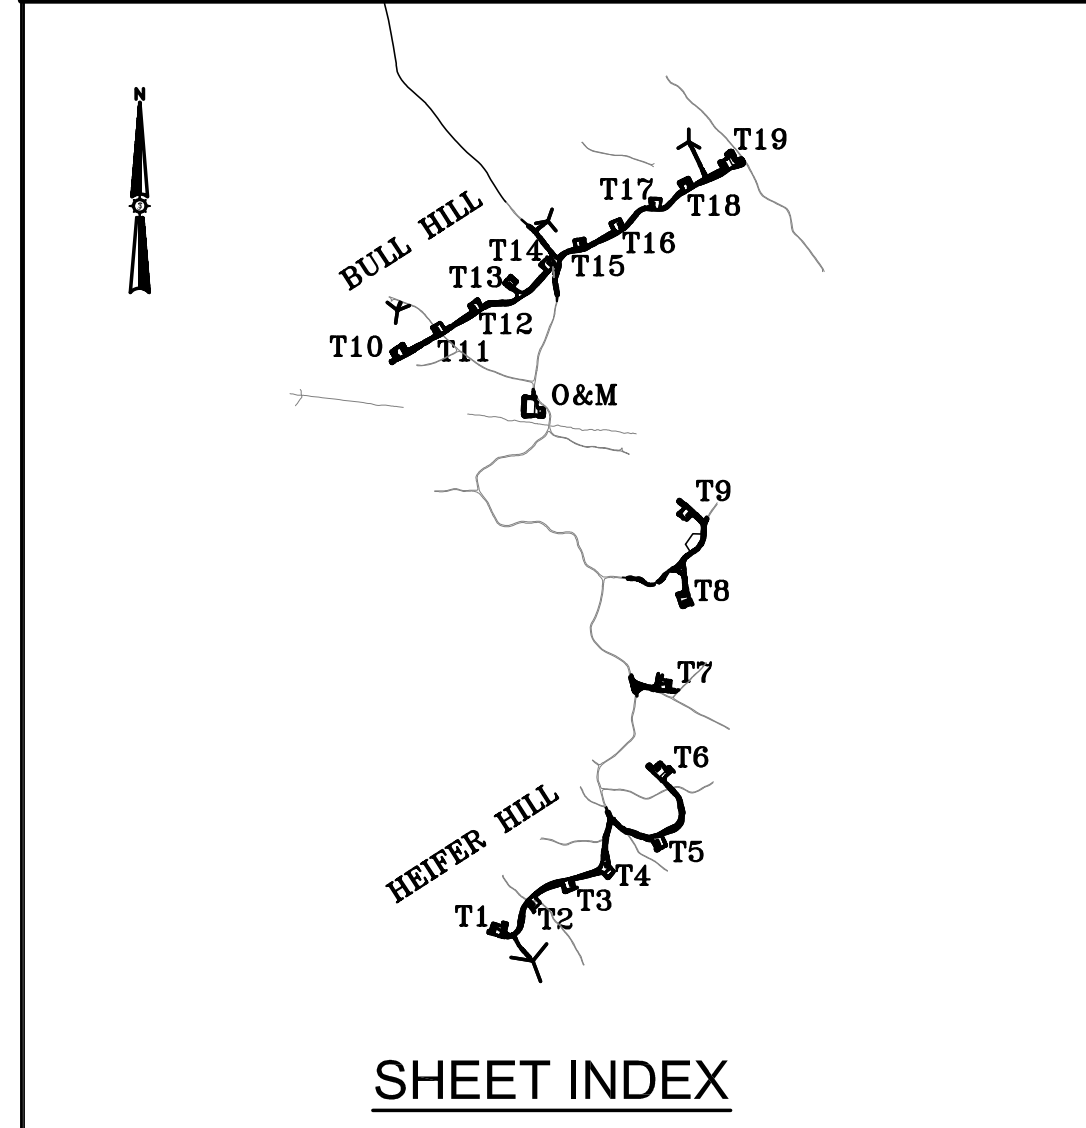 N
T19
T17
T18
BULL HILL
T16
T14
T15
T13
T12
T10
T11
O&M
T9
T8
T7
T6
HEIFER HILL
T5
T4
T3
T1
T2
SHEET INDEX